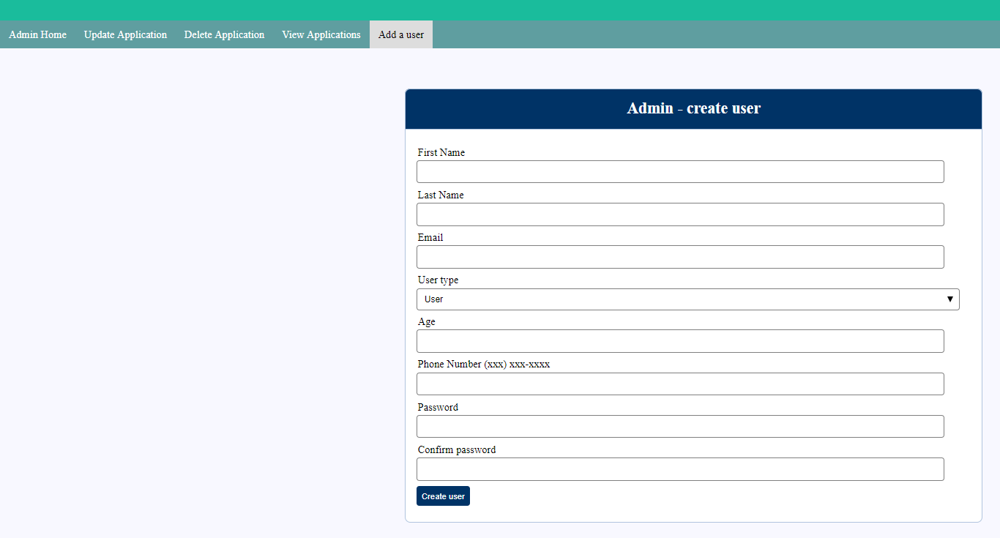 Admin Home Update Application Delete Application View Applications Add a user
Admin - create user
First Name
Last Name
Email
User type
User
Age
Phone Number (xxx) xxx-xxxx
Password
Confirm password
Create user